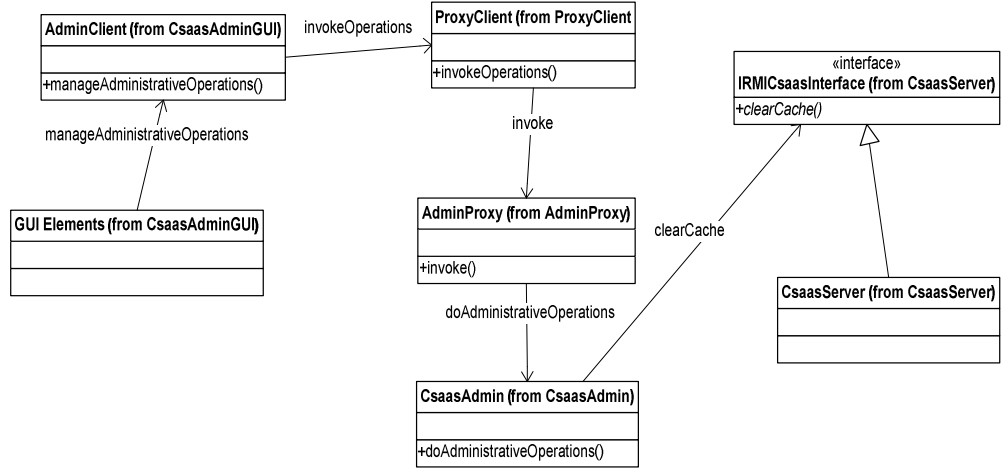 AdminClient (from CsaasAdminGUI)
+manageAdministrativeOperations()
invokeOperations
ProxyClient (from ProxyClient
+invokeOperations()
«interface»
IRMICsaasInterface (from CsaasServer)
+clearCache()
manageAdministrativeOperations
invoke
GUI Elements (from CsaasAdminGUI)
AdminProxy (from AdminProxy)
+invoke()
clearCache
CsaasServer (from CsaasServer)
doAdministrativeOperations
CsaasAdmin (from CsaasAdmin)
+doAdministrativeOperations()